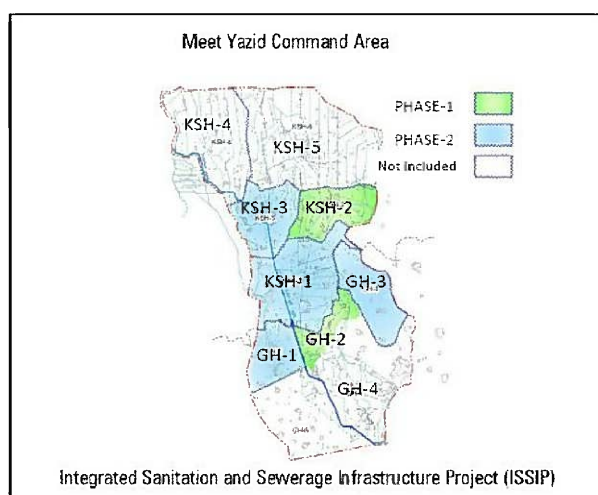 Meet Yazid Command Area
PHASE-1
PHASE-2
Not Included
KSH-4
KSH-5
KSH-3
KSH-2
KSH-1
GH-3
GH-2
GH-1
GH-4
Integrated Sanitation and Sewerage Infrastructure Project (ISSIP)